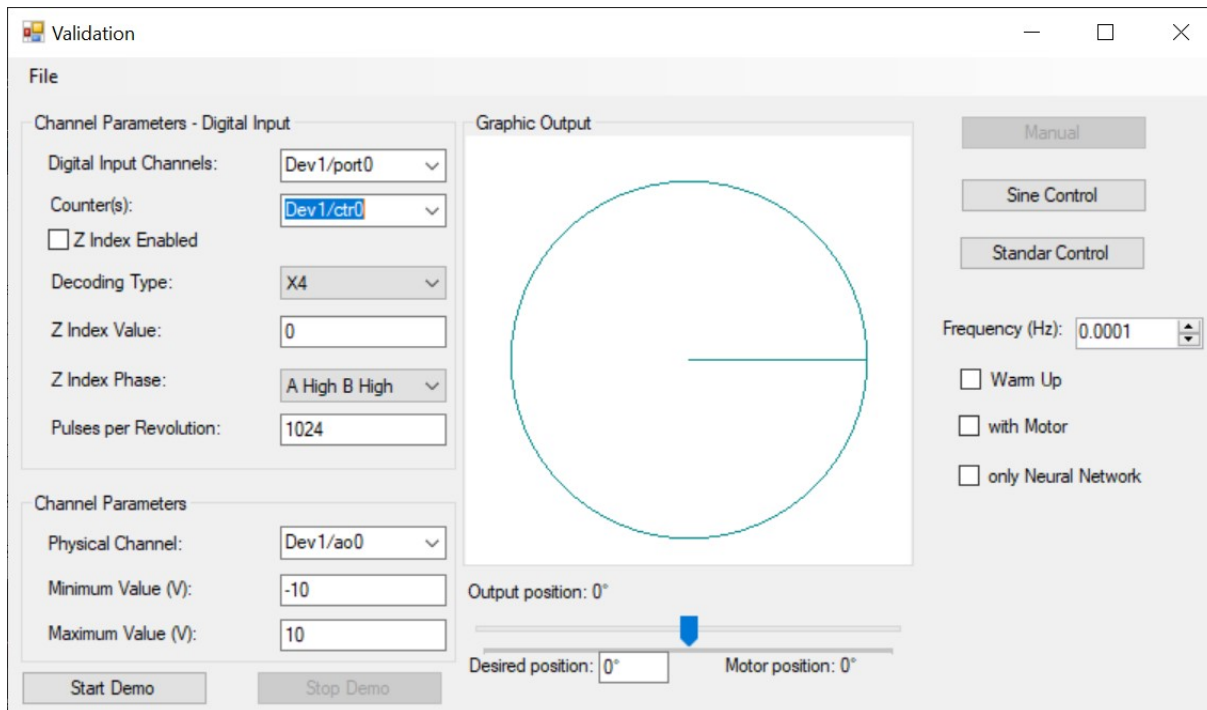 Validation
File
Channel Parameters - Digital Input
Digital Input Channels: Dev1/port0
Counter(s): Dev1/ctr0
Z Index Enabled
Decoding Type: X4
Z Index Value: 0
Z Index Phase: A High B High
Pulses per Revolution: 1024
Channel Parameters
Physical Channel: Dev1/ao0
Minimum Value (V): -10
Maximum Value (V): 10
Start Demo Stop Demo
Graphic Output
Output position: 0°
Desired position: 0° Motor position: 0°
Manual
Sine Control
Standar Control
Frequency (Hz): 0.0001
Warm Up
with Motor
only Neural Network